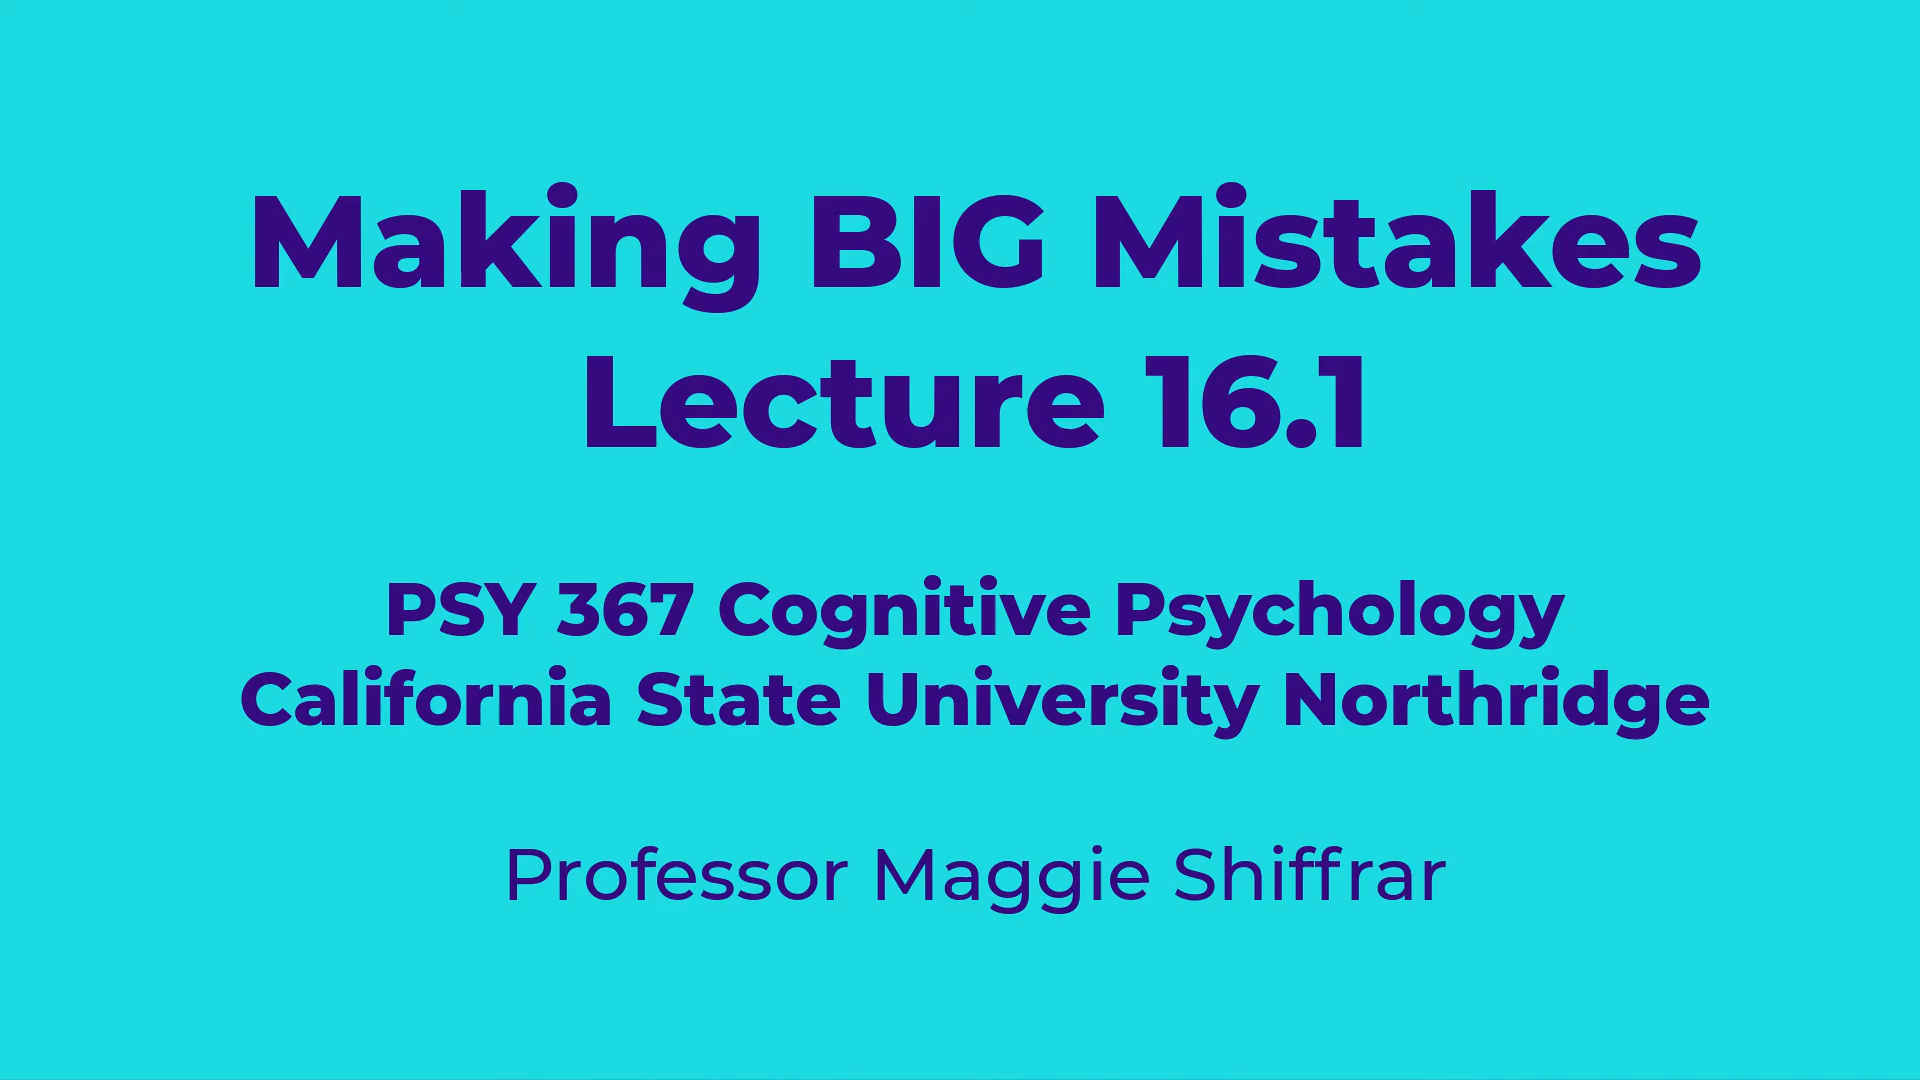 Making BIG Mistakes
Lecture 16.1
PSY 367 Cognitive Psychology
California State University Northridge
Professor Maggie Shiffrar